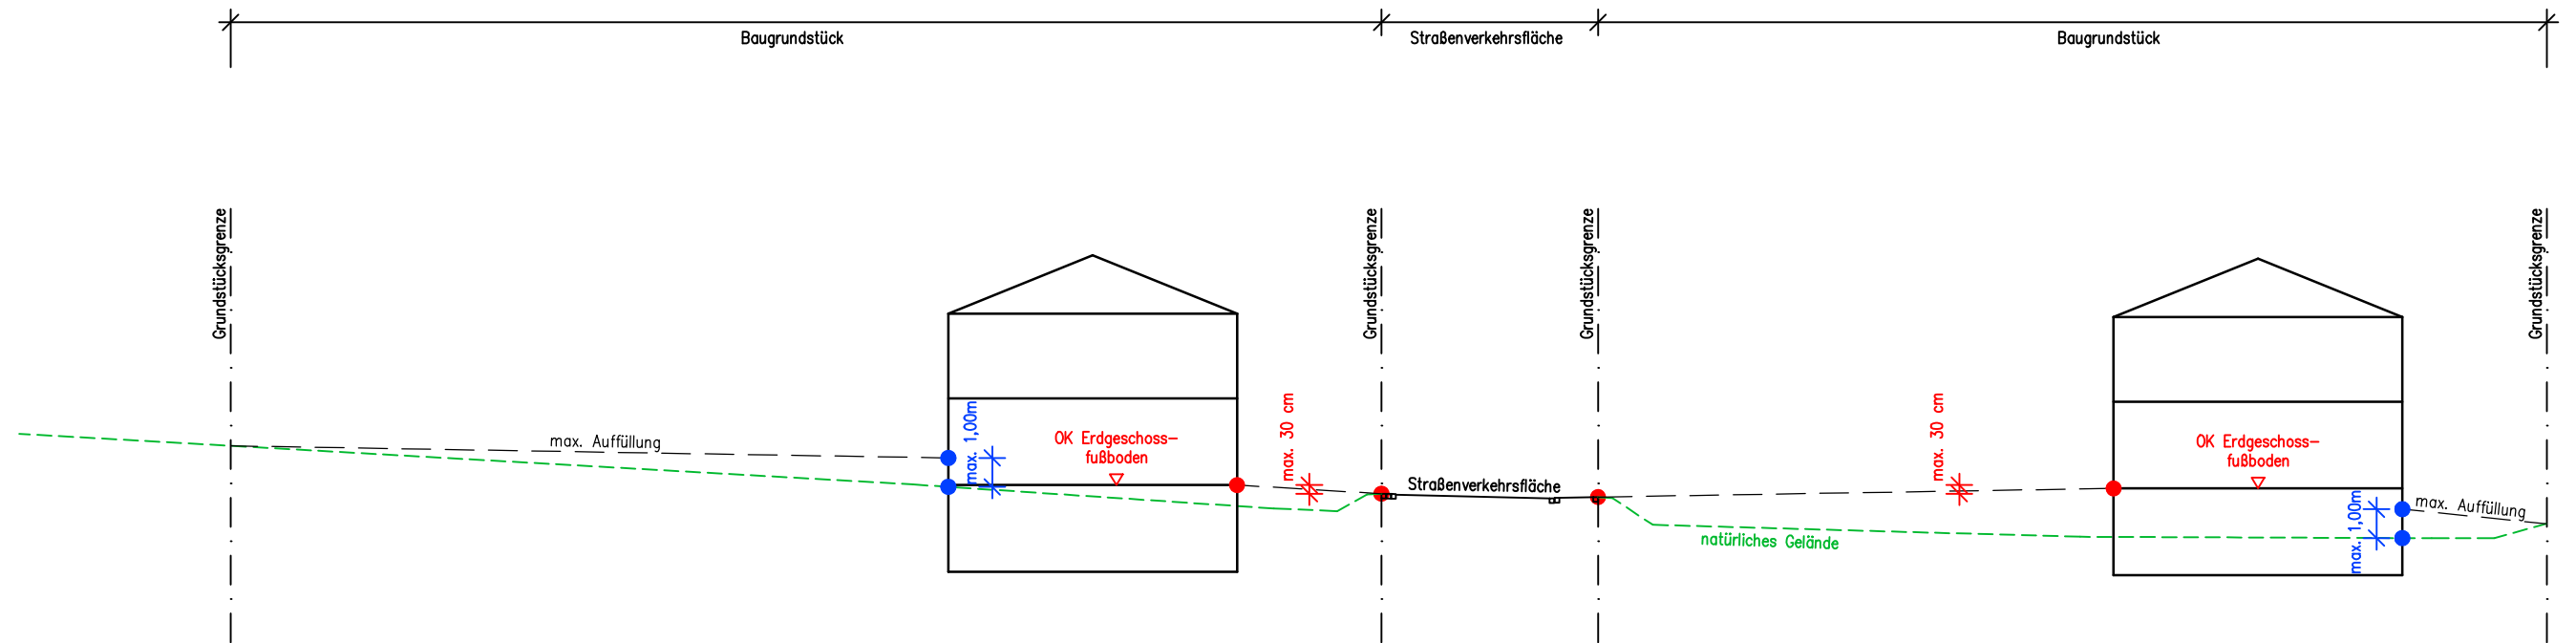 Baugrundstück
Straßenverkehrsfläche
Baugrundstück
Grundstücksgrenze
Grundstücksgrenze
Grundstücksgrenze
Grundstücksgrenze
max. Auffüllung
max. 1,00m
OK Erdgeschoss–
fußboden
max. 30 cm
Straßenverkehrsfläche
max. 30 cm
OK Erdgeschoss–
fußboden
max. 1,00m
max. Auffüllung
natürliches Gelände